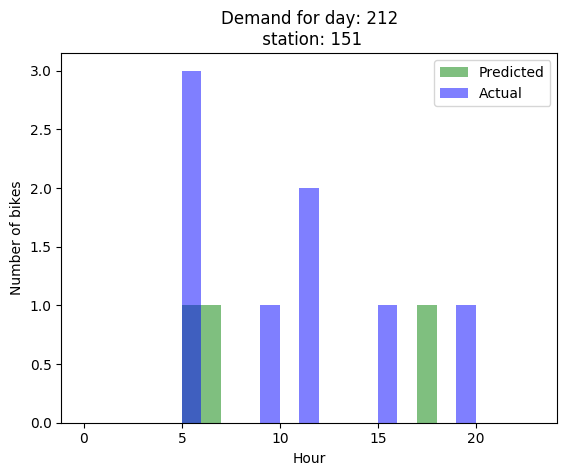 Demand for day: 212
station: 151
Predicted
Actual
Number of bikes
3.0
2.5
2.0
1.5
1.0
0.5
0.0
0
5
10
15
20
Hour